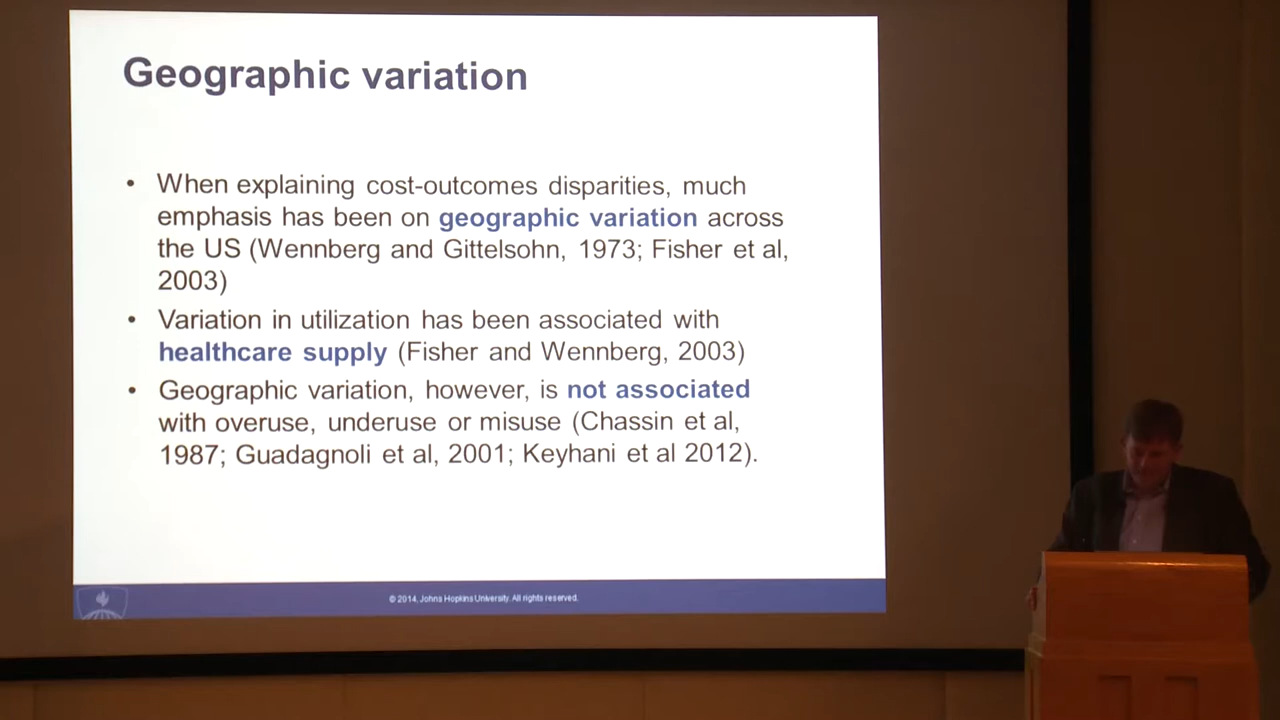 Geographic variation
• When explaining cost-outcomes disparities, much
emphasis has been on geographic variation across
the US (Wennberg and Gittelsohn, 1973; Fisher et al,
2003)
• Variation in utilization has been associated with
healthcare supply (Fisher and Wennberg, 2003)
• Geographic variation, however, is not associated
with overuse, underuse or misuse (Chassin et al,
1987; Guadagnoli et al, 2001; Keyhani et al 2012).
© 2014, Johns Hopkins University. All rights reserved.